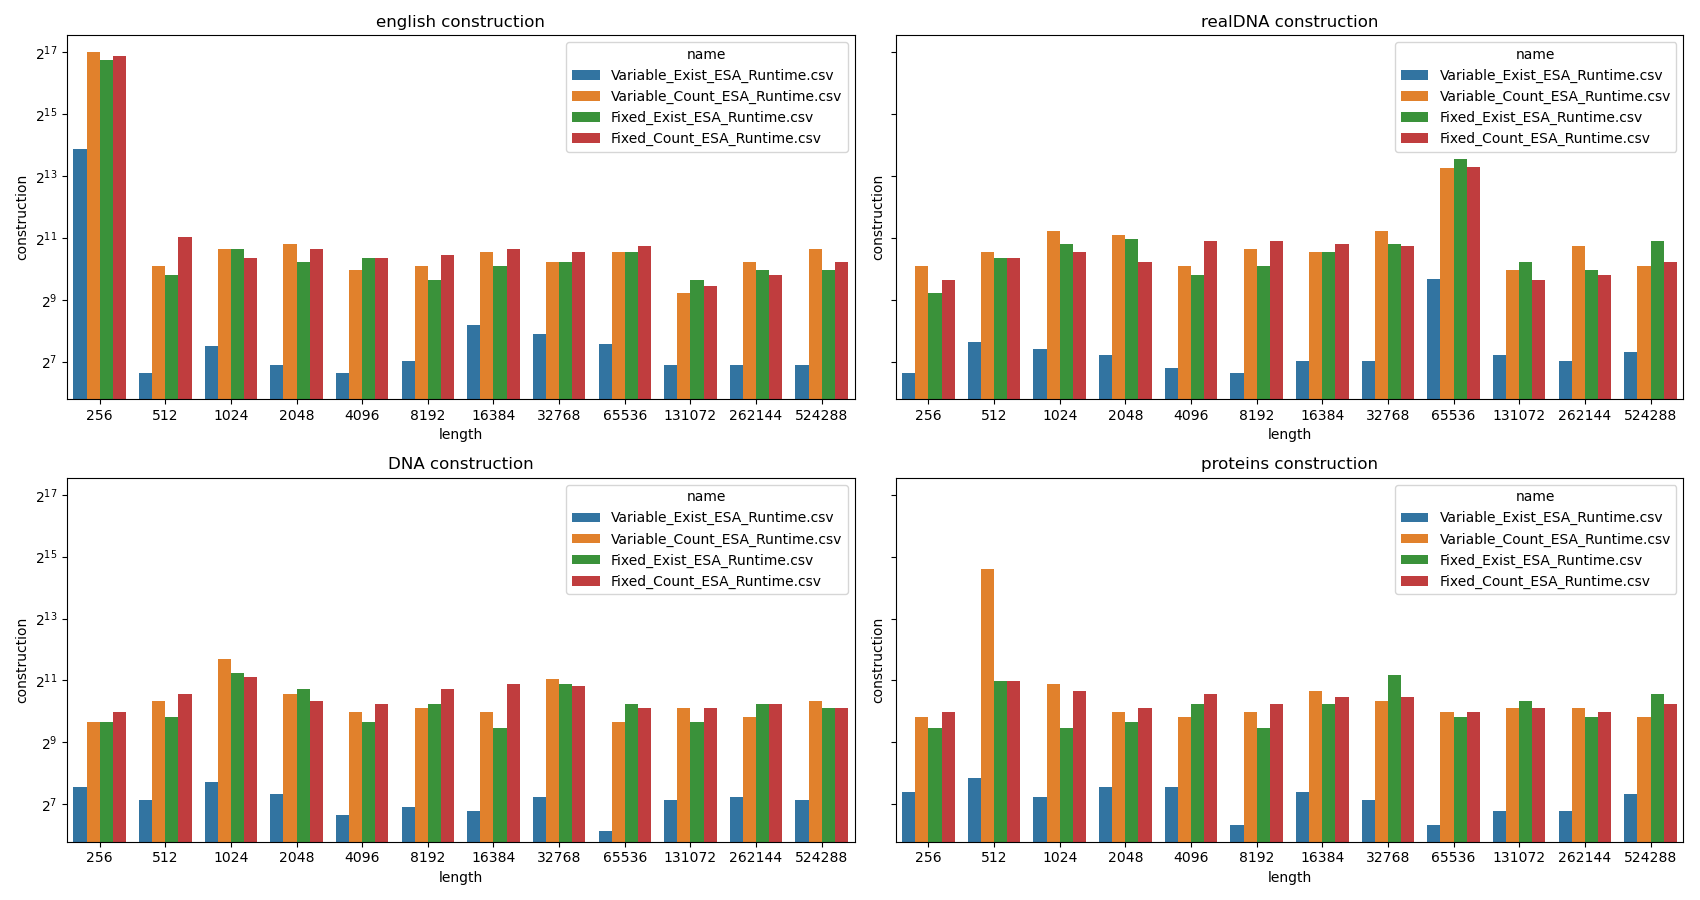 english construction
construction
2^17
2^15
2^13
2^11
2^9
2^7
name
Variable_Exist_ESA_Runtime.csv
Variable_Count_ESA_Runtime.csv
Fixed_Exist_ESA_Runtime.csv
Fixed_Count_ESA_Runtime.csv
256 512 1024 2048 4096 8192 16384 32768 65536 131072 262144 524288
length
realDNA construction
construction
name
Variable_Exist_ESA_Runtime.csv
Variable_Count_ESA_Runtime.csv
Fixed_Exist_ESA_Runtime.csv
Fixed_Count_ESA_Runtime.csv
256 512 1024 2048 4096 8192 16384 32768 65536 131072 262144 524288
length
DNA construction
construction
2^17
2^15
2^13
2^11
2^9
2^7
name
Variable_Exist_ESA_Runtime.csv
Variable_Count_ESA_Runtime.csv
Fixed_Exist_ESA_Runtime.csv
Fixed_Count_ESA_Runtime.csv
256 512 1024 2048 4096 8192 16384 32768 65536 131072 262144 524288
length
proteins construction
construction
name
Variable_Exist_ESA_Runtime.csv
Variable_Count_ESA_Runtime.csv
Fixed_Exist_ESA_Runtime.csv
Fixed_Count_ESA_Runtime.csv
256 512 1024 2048 4096 8192 16384 32768 65536 131072 262144 524288
length